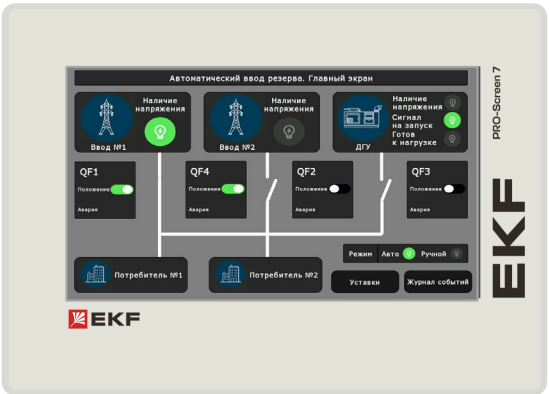 Автоматический ввод резерва. Главный экран
Наличие
напряжения
Ввод №1
Наличие
напряжения
Ввод №2
Наличие
напряжения
Сигнал
на запуск
Готов
к нагрузке
ДГУ
QF1
Положение
Авария
QF4
Положение
Авария
QF2
Положение
Авария
QF3
Положение
Авария
Режим Авто Ручной
Потребитель №1
Потребитель №2
Уставки
Журнал событий
EKF
PRO-Screen 7
EKF